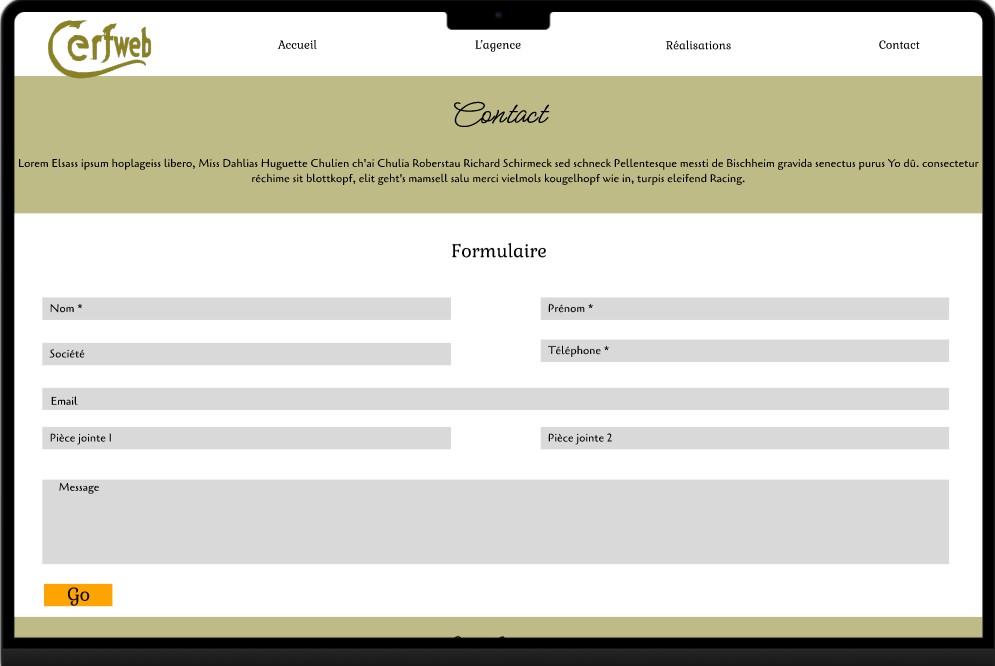 Cerfweb
Accueil
L'agence
Réalisations
Contact
Contact
Lorem Elsass ipsum hoplageiss libero, Miss Dahlias Huguette Chulien ch'ai Chulia Roberstau Richard Schirmeck sed schneck Pellentesque messti de Bischheim gravida senectus purus Yo dû. consectetur
réchime sit blottkopf, elit geht's mamsell salu merci vielmols kougelhopf wie in, turpis eleifend Racing.
Formulaire
Nom *
Prénom *
Société
Téléphone *
Email
Pièce jointe 1
Pièce jointe 2
Message
Go